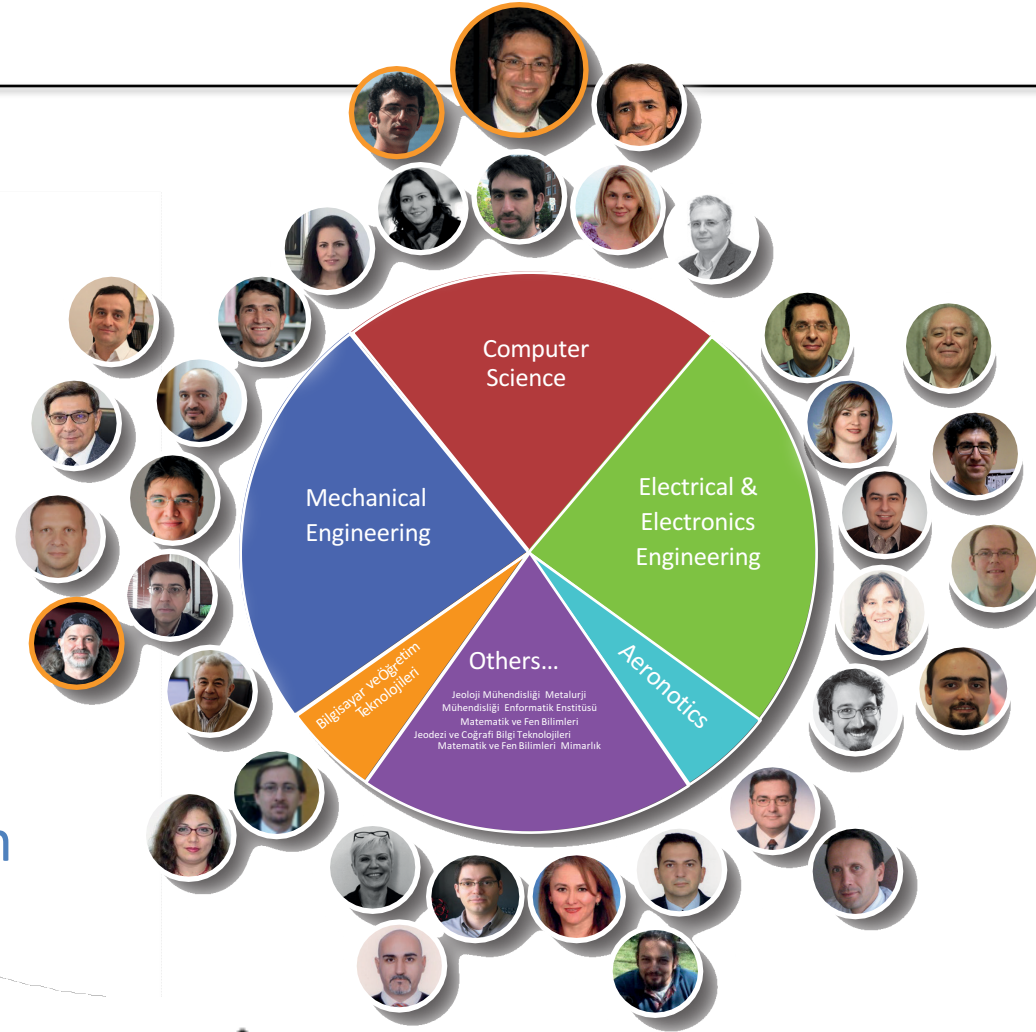 Computer
Science
Mechanical
Engineering
Electrical &
Electronics
Engineering
Bilgisayar veÖğretim
Teknolojileri
Others...
Jeoloji Mühendisliği Metalurji
Mühendisliği Enformatik Enstitüsü
Matematik ve Fen Bilimleri
Jeodezi ve Coğrafi Bilgi Teknolojileri
Matematik ve Fen Bilimleri Mimarlık
Aeronotics